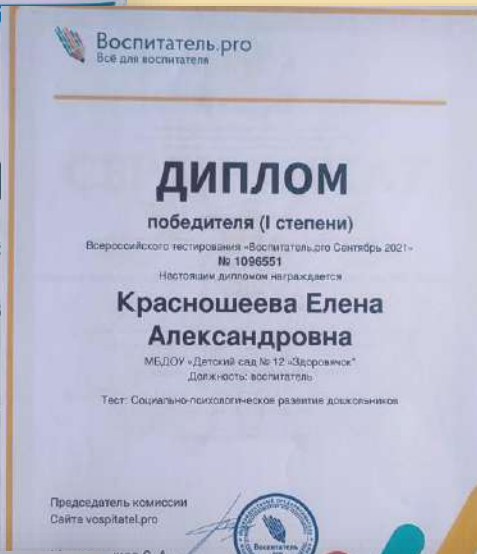 Воспитатель.pro
Всё для воспитателя
ДИПЛОМ
победителя (I степени)
Всероссийского тестирования «Воспитатель.pro Сентябрь 2021»
№ 1096551
Настоящим дипломом награждается
Красношеева Елена
Александровна
МБДОУ «Детский сад № 12 «Здоровячок"
Должность: воспитатель
Тест: Социально-психологическое развитие дошкольников
Председатель комиссии
Сайта vospitatel.pro
Воспитатель